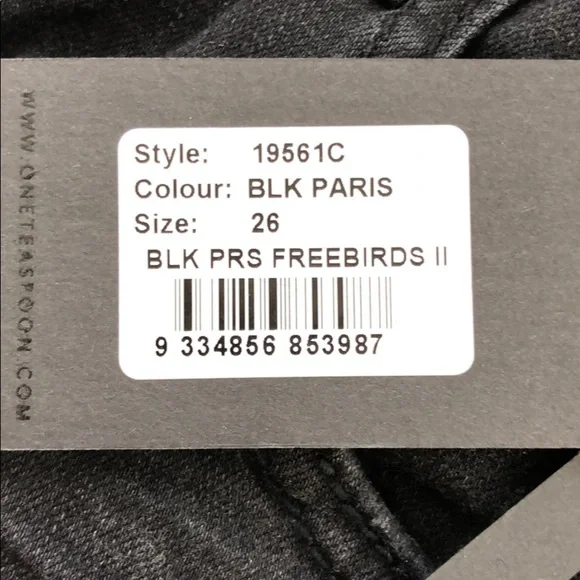 WWW.ONETEASPOON.COM
Style: 19561C
Colour: BLK PARIS
Size: 26
BLK PRS FREEBIRDS II
9 334856 853987